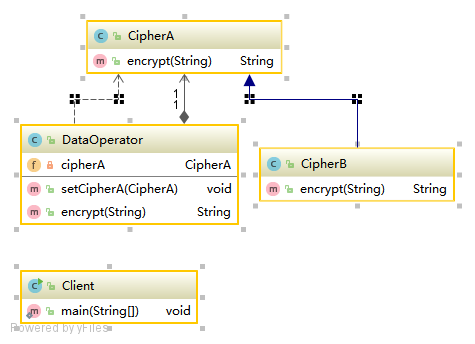 CipherA
encrypt(String) String
1
1
DataOperator
cipherA CipherA
setCipherA(CipherA) void
encrypt(String) String
CipherB
encrypt(String) String
Client
main(String[]) void
Powered by yFiles